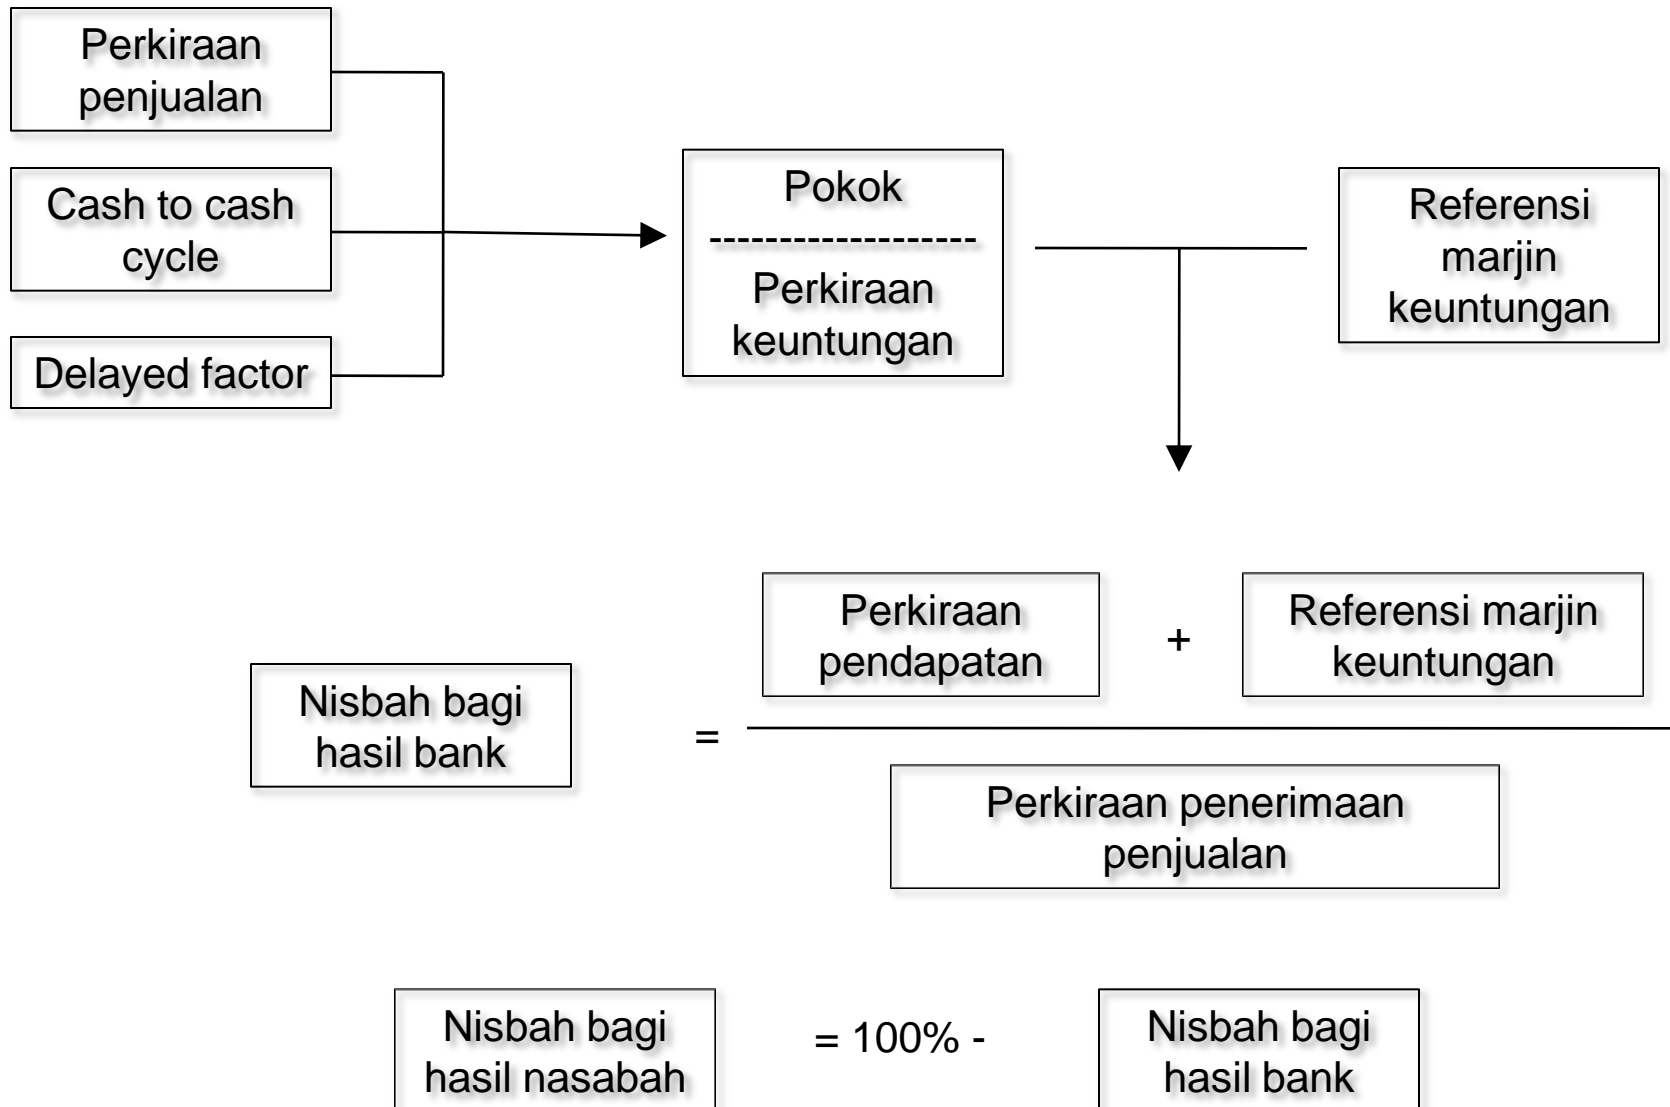 Perkiraan
penjualan
Cash to cash
cycle
Delayed factor
Pokok
-------------------
Perkiraan
keuntungan
Referensi
marjin
keuntungan
Nisbah bagi
hasil bank
=
Perkiraan
pendapatan
+
Referensi marjin
keuntungan
Perkiraan penerimaan
penjualan
Nisbah bagi
hasil nasabah
= 100% -
Nisbah bagi
hasil bank